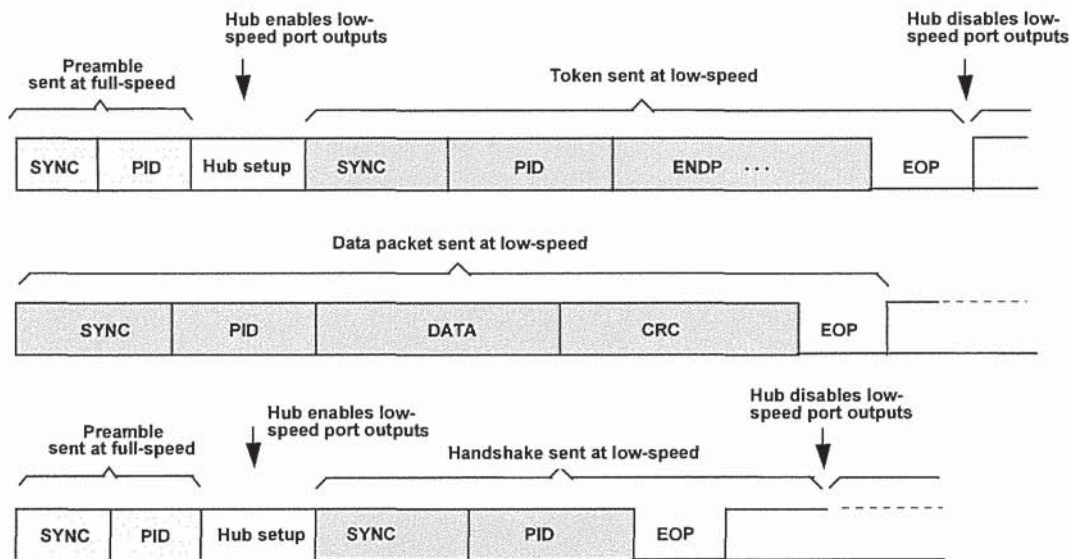 Hub enables low-
speed port outputs
Hub disables low-
speed port outputs
Preamble
sent at full-speed
Token sent at low-speed
SYNC PID Hub setup SYNC PID ENDP ··· EOP
Data packet sent at low-speed
SYNC PID DATA CRC EOP
Hub enables low-
speed port outputs
Hub disables low-
speed port outputs
Preamble
sent at full-speed
Handshake sent at low-speed
SYNC PID Hub setup SYNC PID EOP